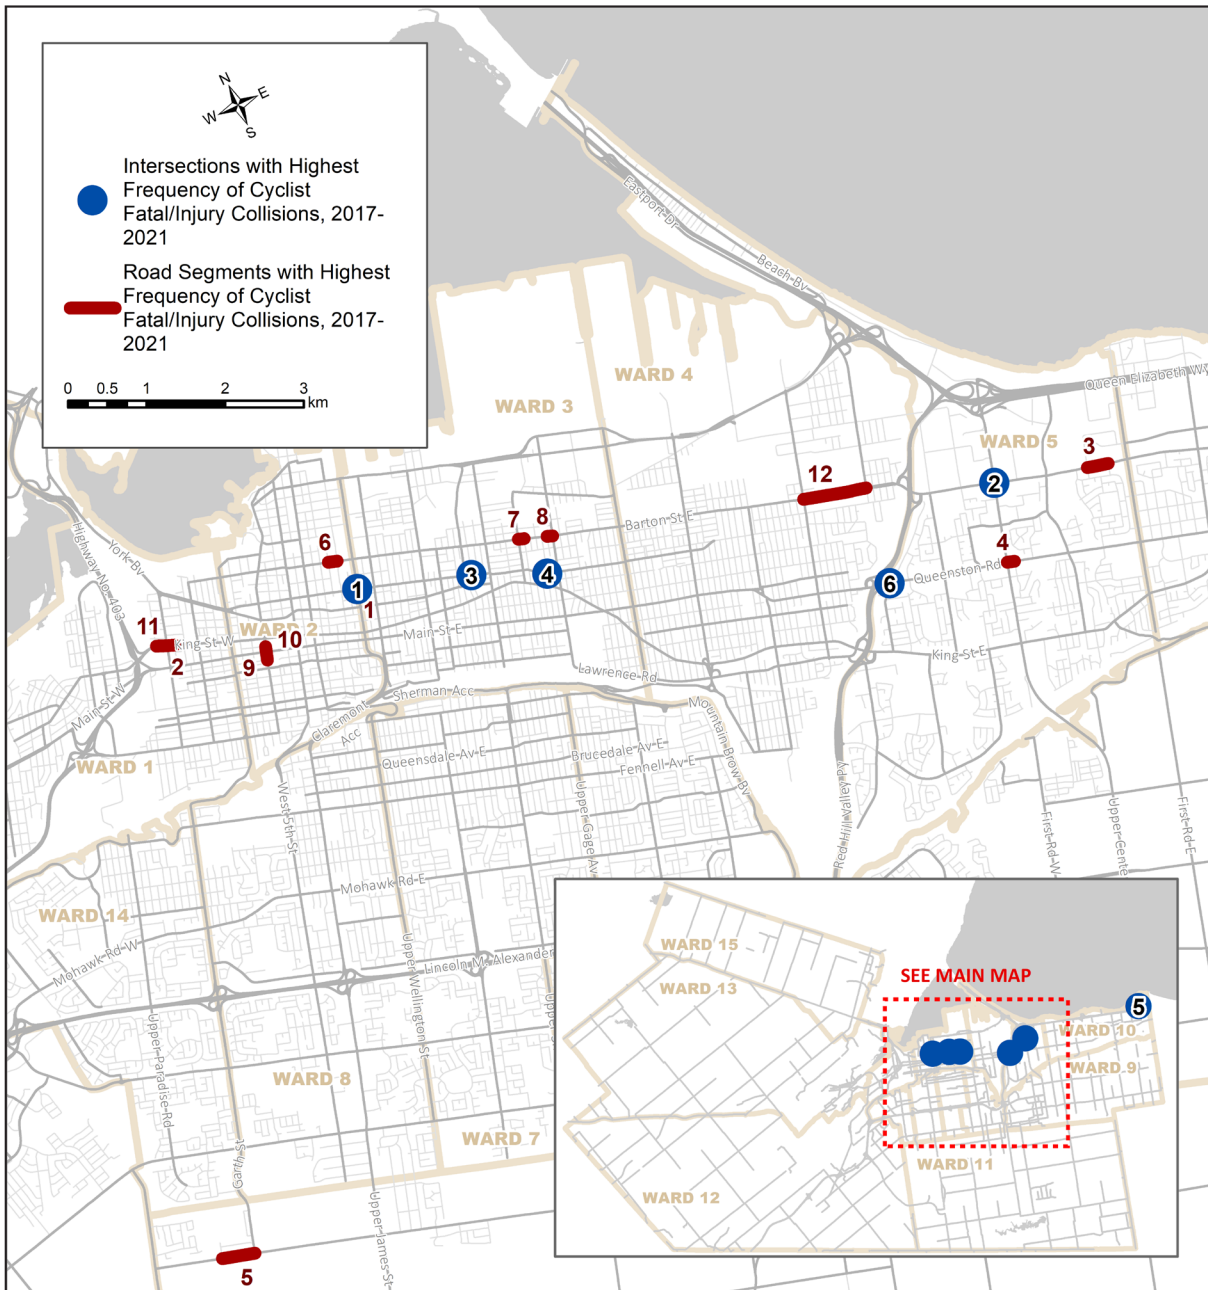 N
E
W
S
Intersections with Highest
Frequency of Cyclist
Fatal/Injury Collisions, 2017-
2021
Road Segments with Highest
Frequency of Cyclist
Fatal/Injury Collisions, 2017-
2021
0 0.5 1 2 3
km
Eastport Dr
Beach Bv
WARD 4
WARD 3
Queen Elizabeth Wy
WARD 5
3
2
12
7
8
Barton St E
6
4
3
4
6
Queenston Rd
1
1
Highway No. 403
York Bv
WARD 2
Main St E
11
King St W
10
2
9
King St E
Lawrence Rd
Main St W
Sherman Acc
Claremont
Acc
Mountain Brow Bv
WARD 1
Queensdale Av E
Brucedale Av E
Fennell Av E
West 5th St
Upper Gage Av
Red Hill Valley Py
First Rd W
Upper Cente
First Rd E
Mohawk Rd E
WARD 14
Mohawk Rd W
Lincoln M. Alexander
Upper Wellington St
Upper Paradise Rd
WARD 8
WARD 7
Garth St
Upper James St
5
WARD 15
WARD 13
SEE MAIN MAP
5
WARD 10
WARD 9
WARD 11
WARD 12